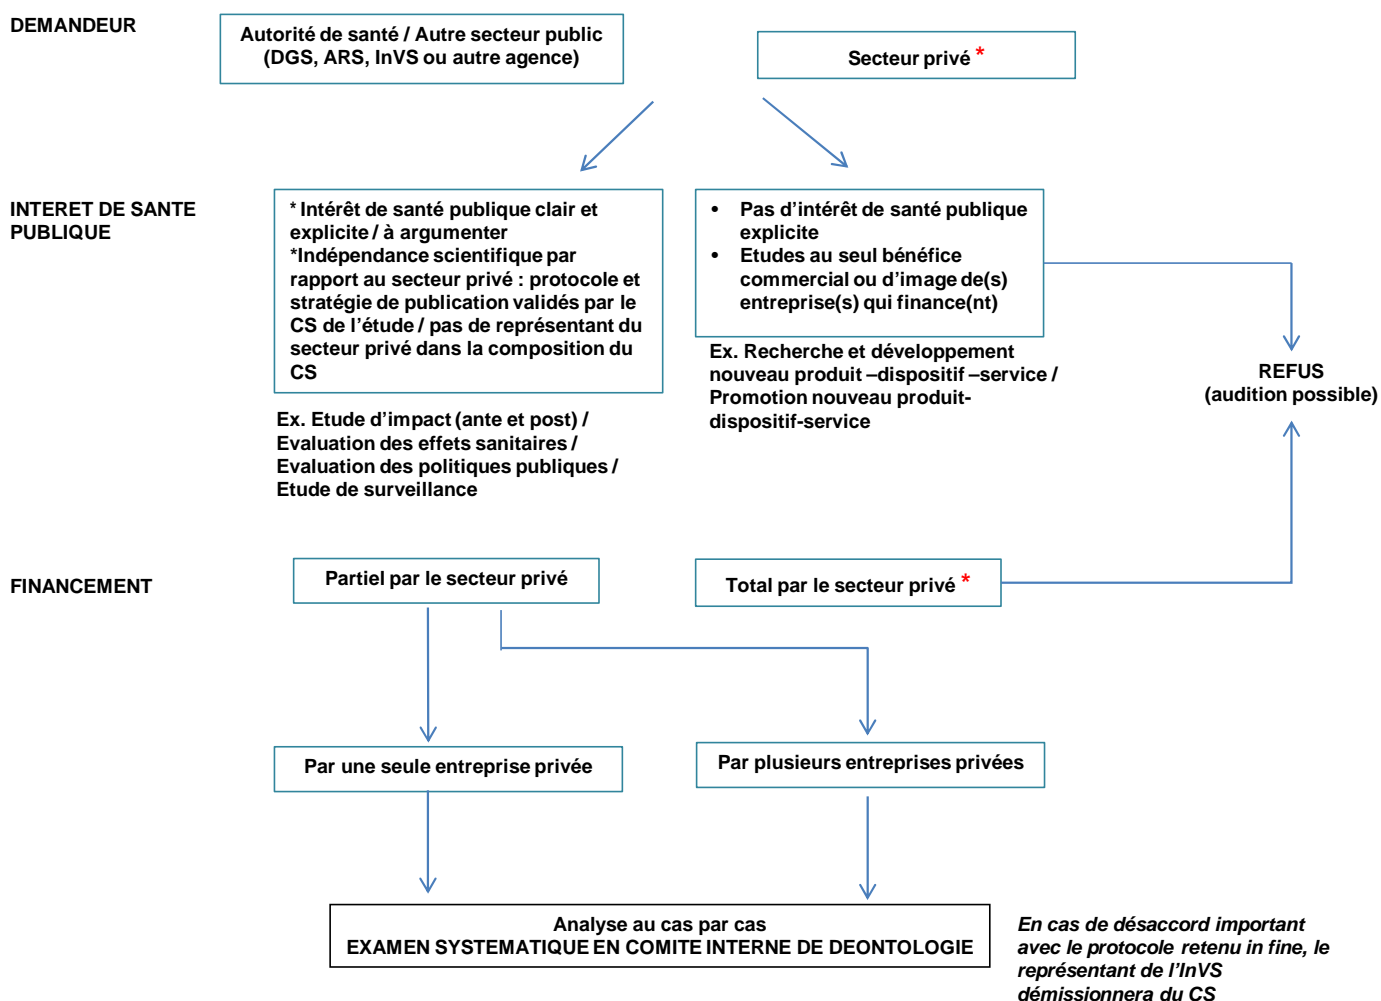 DEMANDEUR
Autorité de santé / Autre secteur public
(DGS, ARS, InVS ou autre agence)
Secteur privé *
INTERET DE SANTE
PUBLIQUE
* Intérêt de santé publique clair et
explicite / à argumenter
*Indépendance scientifique par
rapport au secteur privé : protocole et
stratégie de publication validés par le
CS de l’étude / pas de représentant du
secteur privé dans la composition du
CS
Ex. Etude d’impact (ante et post) /
Evaluation des effets sanitaires /
Evaluation des politiques publiques /
Etude de surveillance
• Pas d’intérêt de santé publique
explicite
• Etudes au seul bénéfice
commercial ou d’image de(s)
entreprise(s) qui finance(nt)
Ex. Recherche et développement
nouveau produit –dispositif –service /
Promotion nouveau produit-
dispositif-service
REFUS
(audition possible)
FINANCEMENT
Partiel par le secteur privé
Total par le secteur privé *
Par une seule entreprise privée
Par plusieurs entreprises privées
Analyse au cas par cas
EXAMEN SYSTEMATIQUE EN COMITE INTERNE DE DEONTOLOGIE
En cas de désaccord important
avec le protocole retenu in fine, le
représentant de l’InVS
démissionnera du CS